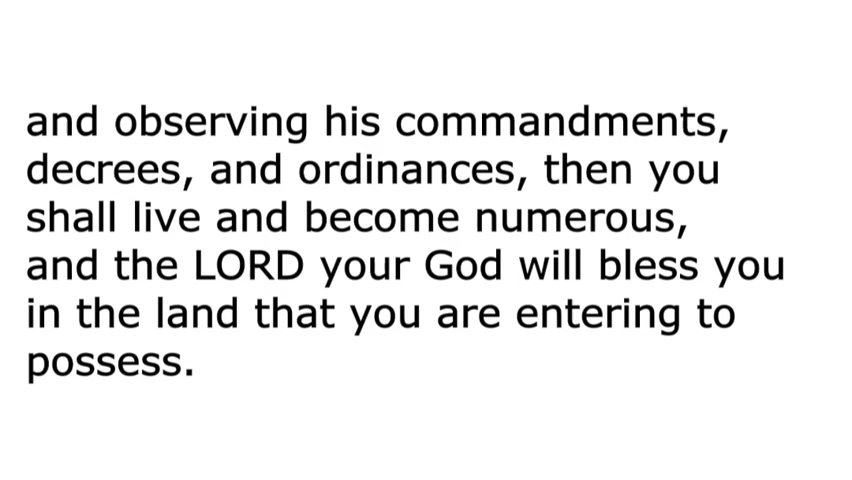 and observing his commandments,
decrees, and ordinances, then you
shall live and become numerous,
and the LORD your God will bless you
in the land that you are entering to
possess.